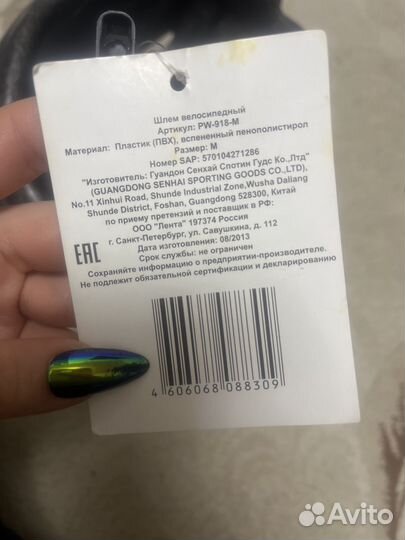 Шлем велосипедный
Артикул: PW-918-M
Материал: Пластик (ПВХ), вспененный пенополистирол
Размер: M
Номер SAP: 570104271286
"Изготовитель: Гуандон Сенхай Спотин Гудс Ко.,Лтд"
(GUANGDONG SENHAI SPORTING GOODS CO.,LTD),
No.11 Xinhui Road, Shunde Industrial Zone,Wusha Daliang
Shunde District, Foshan, Guangdong 528300, Китай
по приему претензий и поставщик в РФ:
ООО "Лента" 197374 Россия
г. Санкт-Петербург, ул. Савушкина, д. 112
Дата изготовления: 08/2013
Срок службы: не ограничен
Сохраняйте информацию о предприятии-производителе.
Не подлежит обязательной сертификации и декларированию
EAC
4 606068 088309
Avito